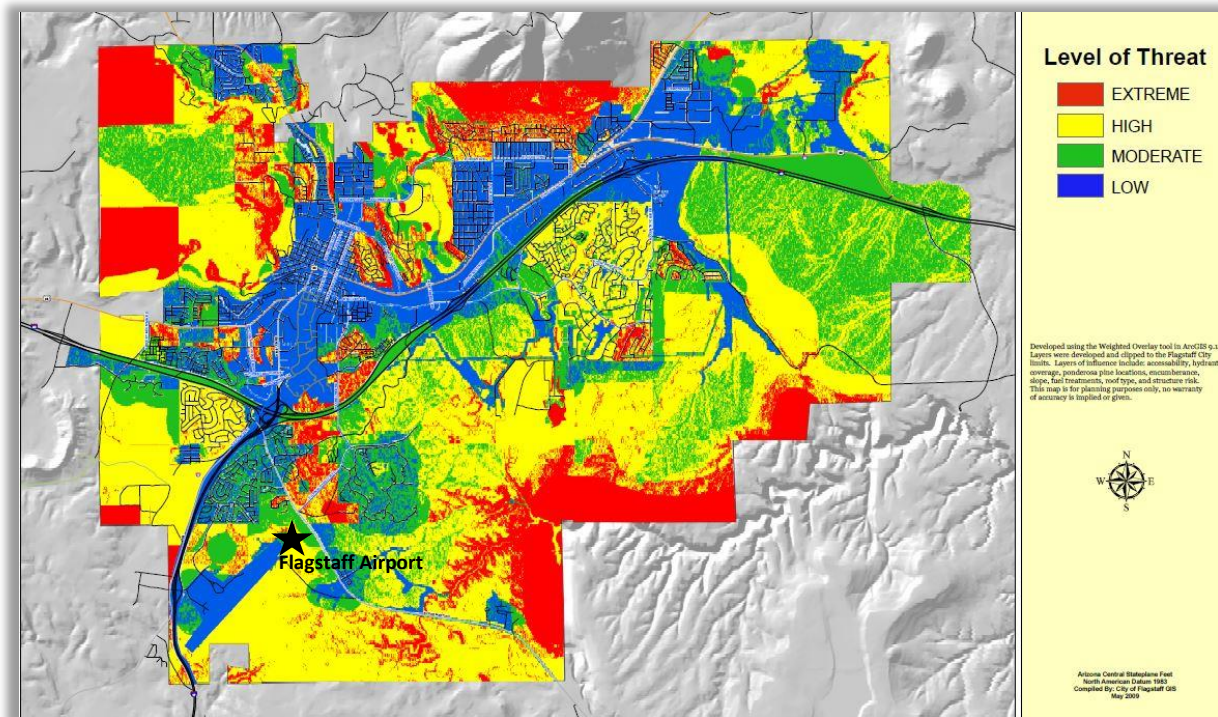 Level of Threat
EXTREME
HIGH
MODERATE
LOW
Developed using the Weighted Overlay tool in ArcGIS 9.1
Layers were developed and clipped to the Flagstaff City
limits. Layers of influence include: accessability, hydrant
coverage, ponderosa pine locations, encumberance,
slope, fuel treatments, roof type, and structure risk.
This map is for planning purposes only, no warranty
of accuracy is implied or given.
N
W E
S
Flagstaff Airport
Arizona Central Stateplane Feet
North American Datum 1983
Compiled By: City of Flagstaff GIS
May 2009